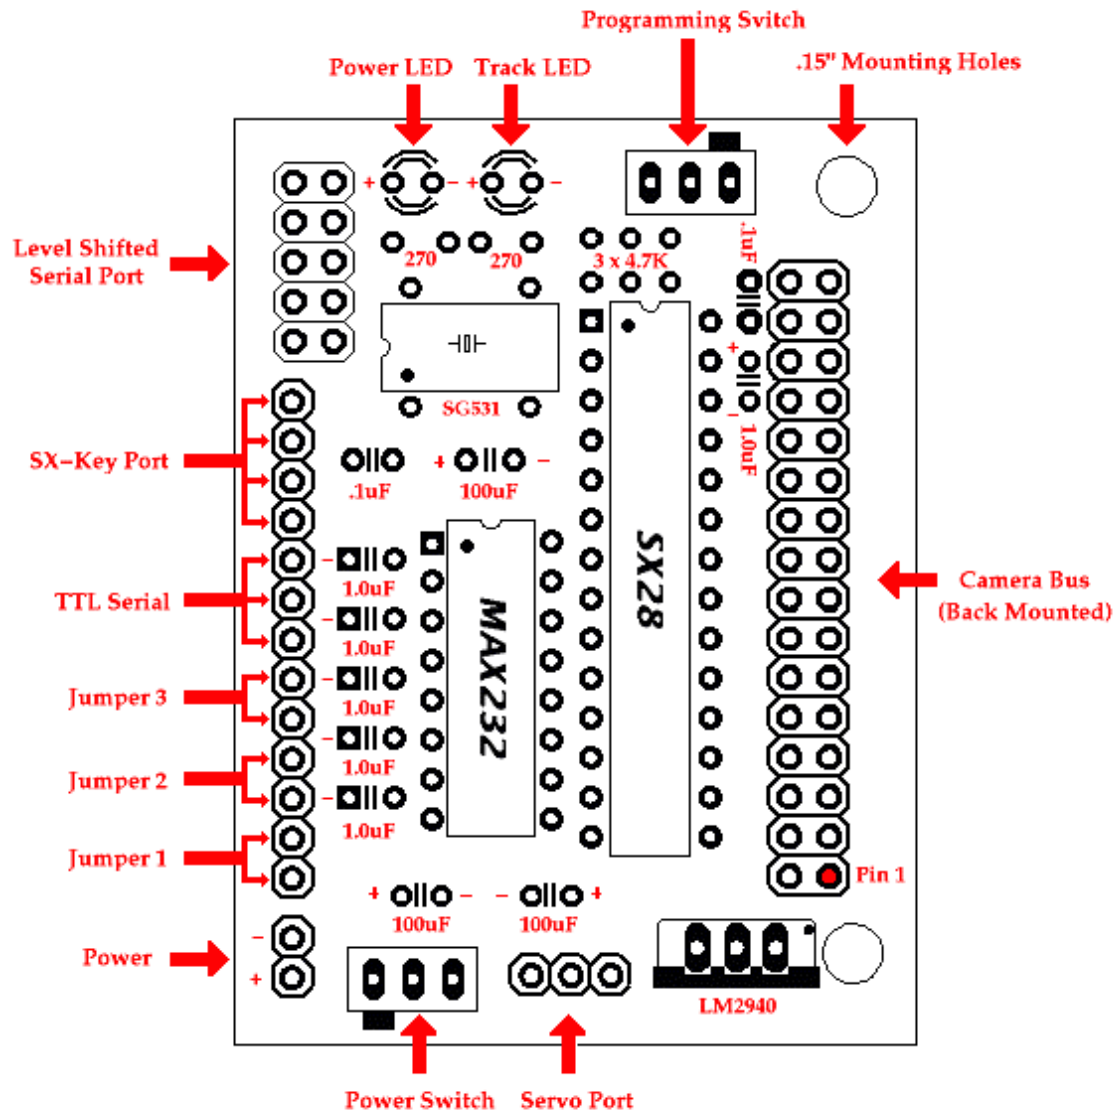 Programming Svitch
Power LED
Track LED
.15" Mounting Holes
+ - + -
Level Shifted
Serial Port
270
270
3 x 4.7K
.1uF
+
-
1.0uF
SG531
SX-Key Port
.1uF
+ -
100uF
SX28
TTL Serial
-
1.0uF
-
1.0uF
MAX232
Camera Bus
(Back Mounted)
Jumper 3
-
1.0uF
Jumper 2
-
1.0uF
-
1.0uF
Jumper 1
Pin 1
+ -
100uF
- +
100uF
Power
-
+
LM2940
Power Switch
Servo Port